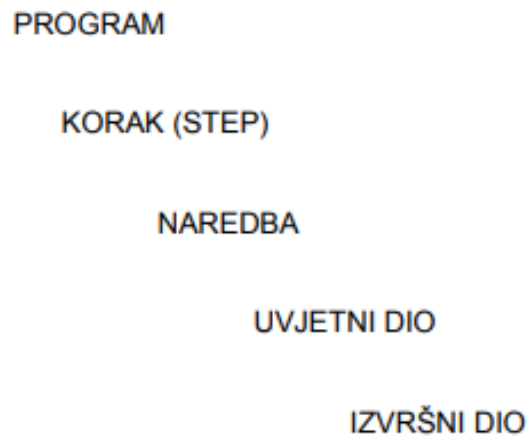 PROGRAM
KORAK (STEP)
NAREDBA
UVJETNI DIO
IZVRŠNI DIO